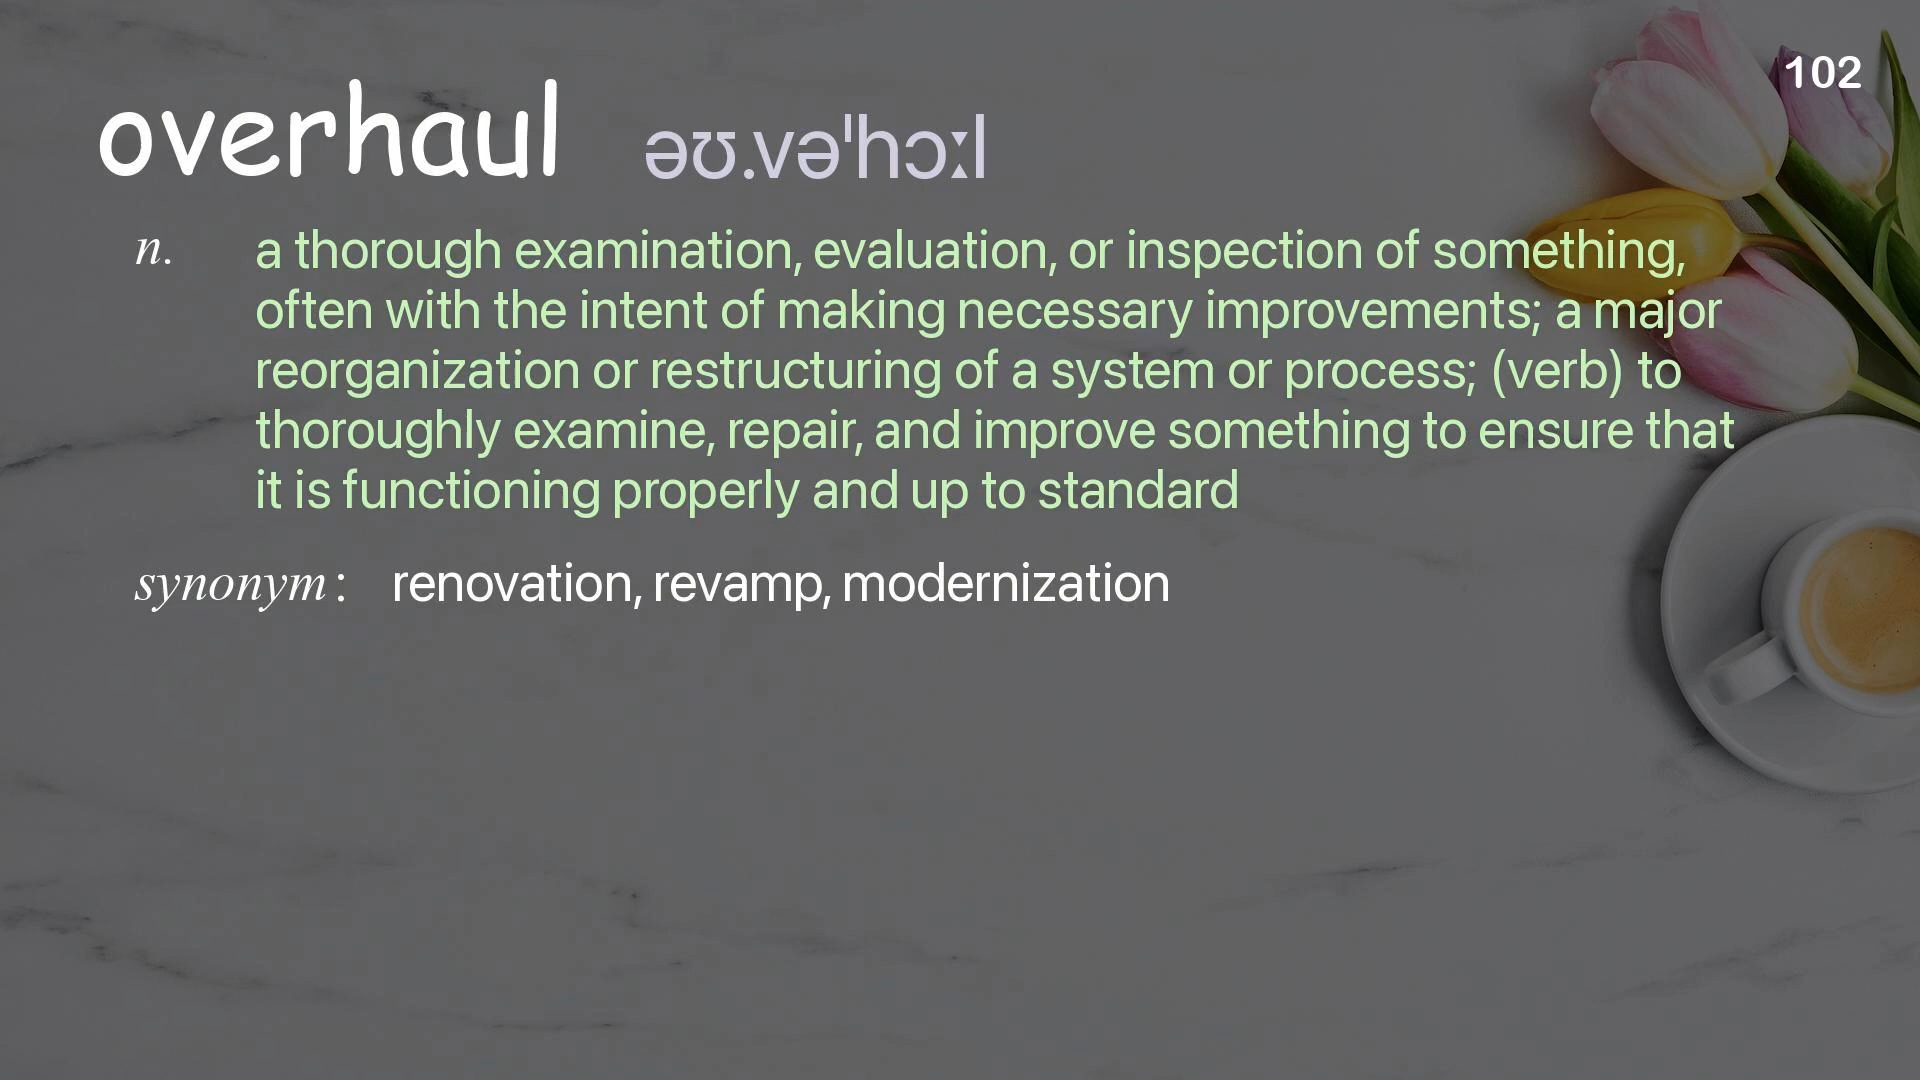 102
overhaul əʊ.vəˈhɔːl
n. a thorough examination, evaluation, or inspection of something,
often with the intent of making necessary improvements; a major
reorganization or restructuring of a system or process; (verb) to
thoroughly examine, repair, and improve something to ensure that
it is functioning properly and up to standard
synonym: renovation, revamp, modernization